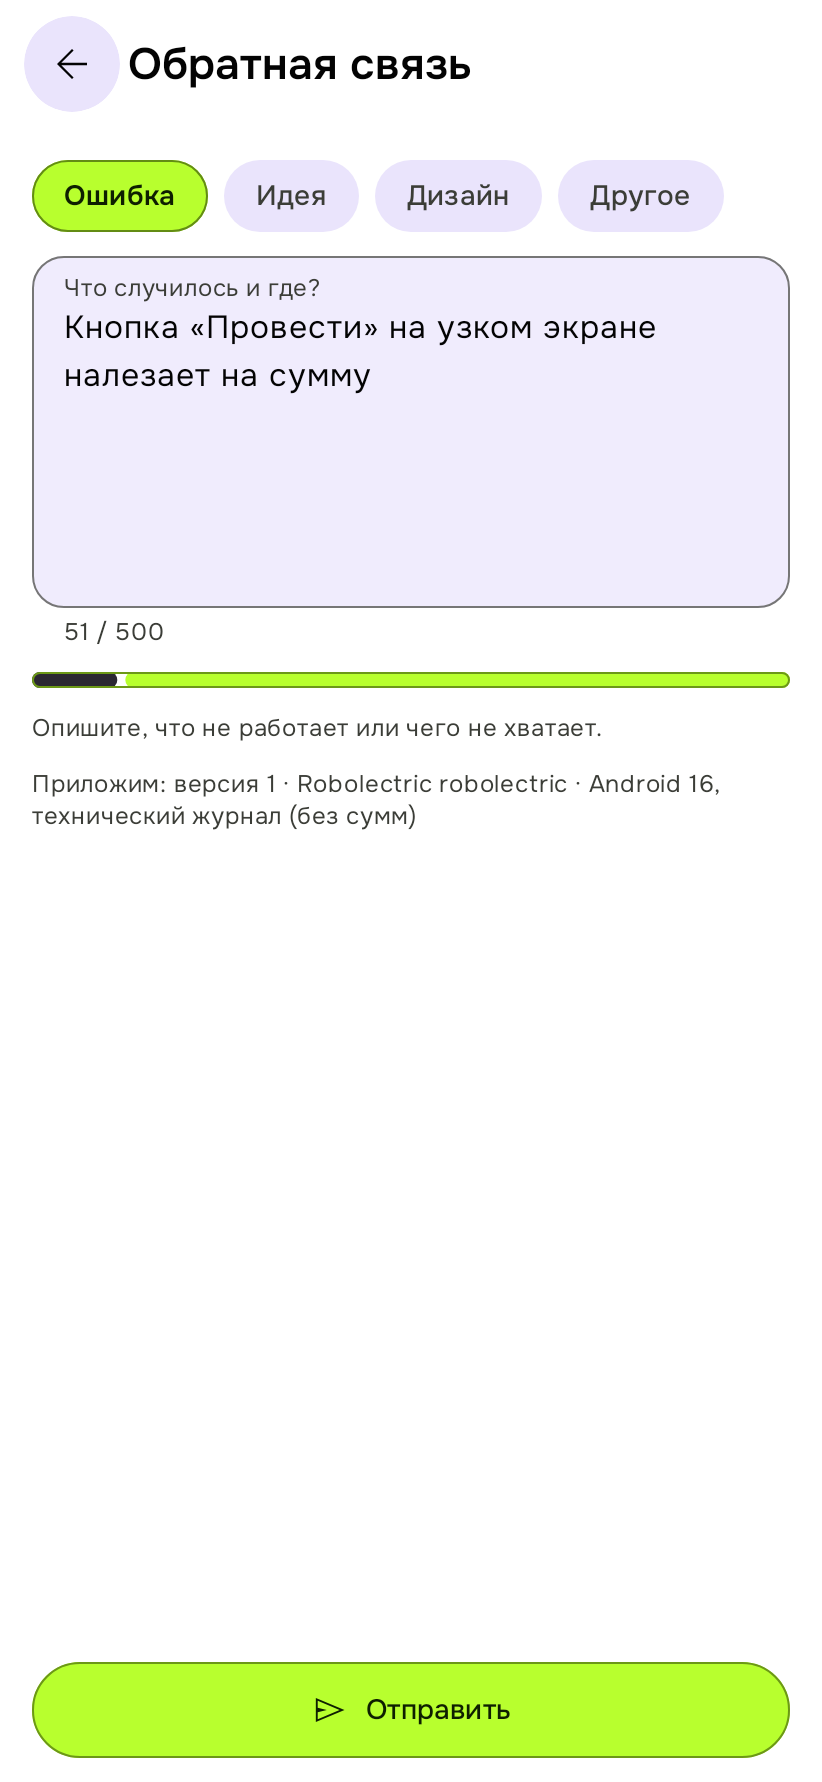 Обратная связь
Ошибка
Идея
Дизайн
Другое
Что случилось и где?
Кнопка «Провести» на узком экране
налезает на сумму
51 / 500
Опишите, что не работает или чего не хватает.
Приложим: версия 1 · Robolectric robolectric · Android 16,
технический журнал (без сумм)
Отправить